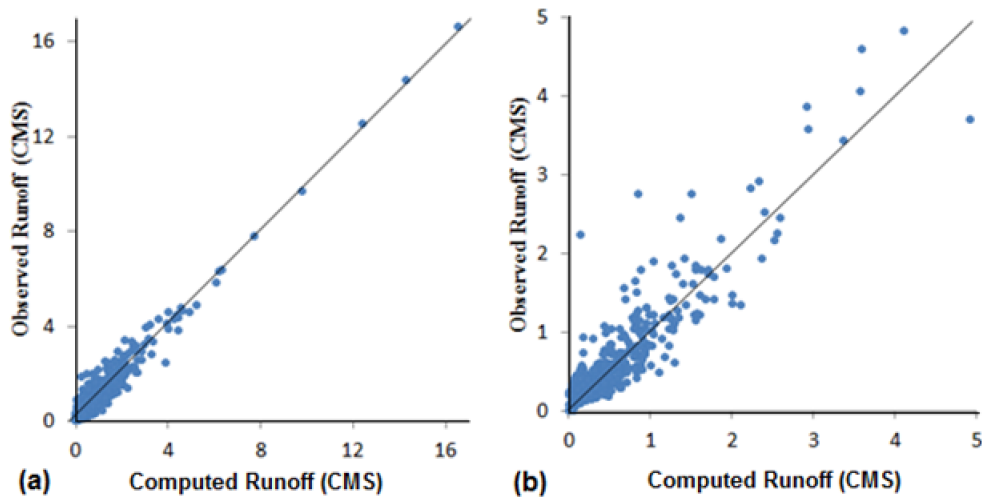 16
12
8
4
0
Observed Runoff (CMS)
0 4 8 12 16
(a) Computed Runoff (CMS)
5
4
3
2
1
0
Observed Runoff (CMS)
0 1 2 3 4 5
(b) Computed Runoff (CMS)